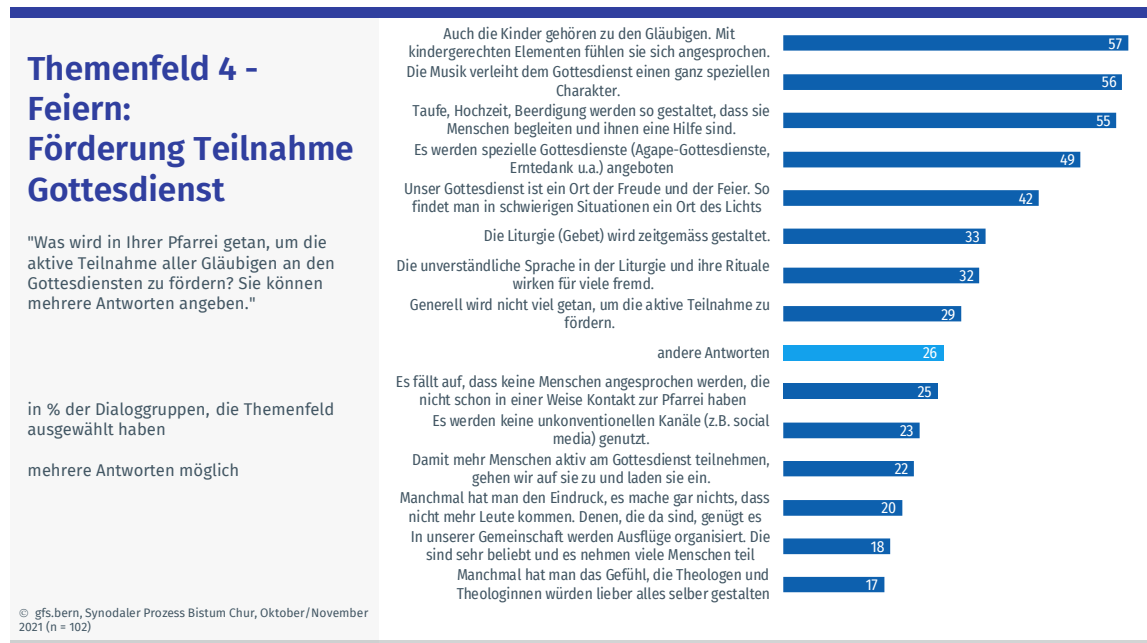 Themenfeld 4 -
Feiern:
Förderung Teilnahme
Gottesdienst
"Was wird in Ihrer Pfarrei getan, um die
aktive Teilnahme aller Gläubigen an den
Gottesdiensten zu fördern? Sie können
mehrere Antworten angeben."
in % der Dialoggruppen, die Themenfeld
ausgewählt haben
mehrere Antworten möglich
© gfs.bern, Synodaler Prozess Bistum Chur, Oktober/November
2021 (n = 102)
Auch die Kinder gehören zu den Gläubigen. Mit
kindergerechten Elementen fühlen sie sich angesprochen.
57
Die Musik verleiht dem Gottesdienst einen ganz speziellen
Charakter.
56
Taufe, Hochzeit, Beerdigung werden so gestaltet, dass sie
Menschen begleiten und ihnen eine Hilfe sind.
55
Es werden spezielle Gottesdienste (Agape-Gottesdienste,
Erntedank u.a.) angeboten
49
Unser Gottesdienst ist ein Ort der Freude und der Feier. So
findet man in schwierigen Situationen ein Ort des Lichts
42
Die Liturgie (Gebet) wird zeitgemäss gestaltet.
33
Die unverständliche Sprache in der Liturgie und ihre Rituale
wirken für viele fremd.
32
Generell wird nicht viel getan, um die aktive Teilnahme zu
fördern.
29
andere Antworten
26
Es fällt auf, dass keine Menschen angesprochen werden, die
nicht schon in einer Weise Kontakt zur Pfarrei haben
25
Es werden keine unkonventionellen Kanäle (z.B. social
media) genutzt.
23
Damit mehr Menschen aktiv am Gottesdienst teilnehmen,
gehen wir auf sie zu und laden sie ein.
22
Manchmal hat man den Eindruck, es mache gar nichts, dass
nicht mehr Leute kommen. Denen, die da sind, genügt es
20
In unserer Gemeinschaft werden Ausflüge organisiert. Die
sind sehr beliebt und es nehmen viele Menschen teil
18
Manchmal hat man das Gefühl, die Theologen und
Theologinnen würden lieber alles selber gestalten
17